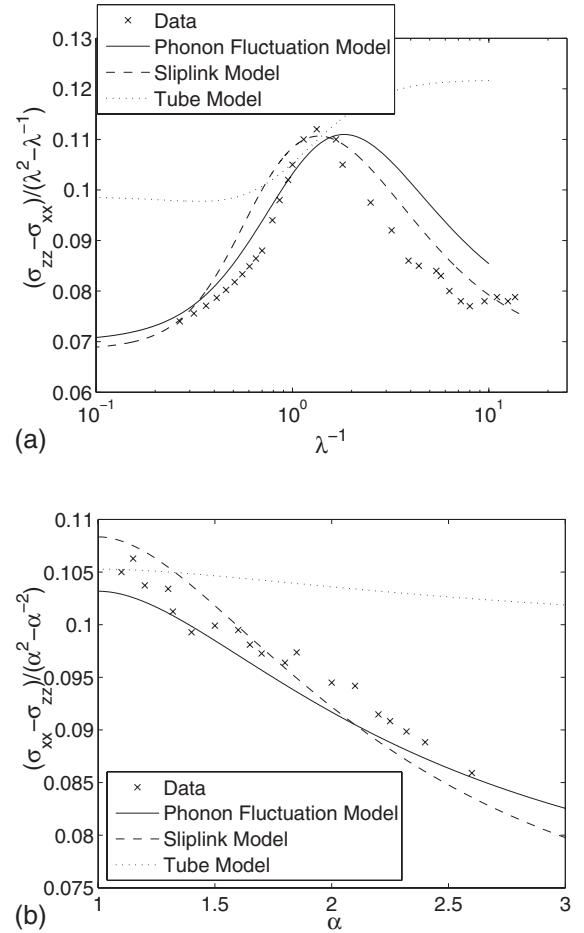 0.13
Data
Phonon Fluctuation Model
Sliplink Model
Tube Model
0.12
0.11
0.1
0.09
0.08
0.07
0.06
(σzz−σxx)/(λ²−λ⁻¹)
10⁻¹
10⁰
10¹
λ⁻¹
(a)
0.11
0.105
0.1
0.095
0.09
0.085
0.08
0.075
(σxx−σzz)/(α²−α⁻²)
Data
Phonon Fluctuation Model
Sliplink Model
Tube Model
1
1.5
2
2.5
3
α
(b)